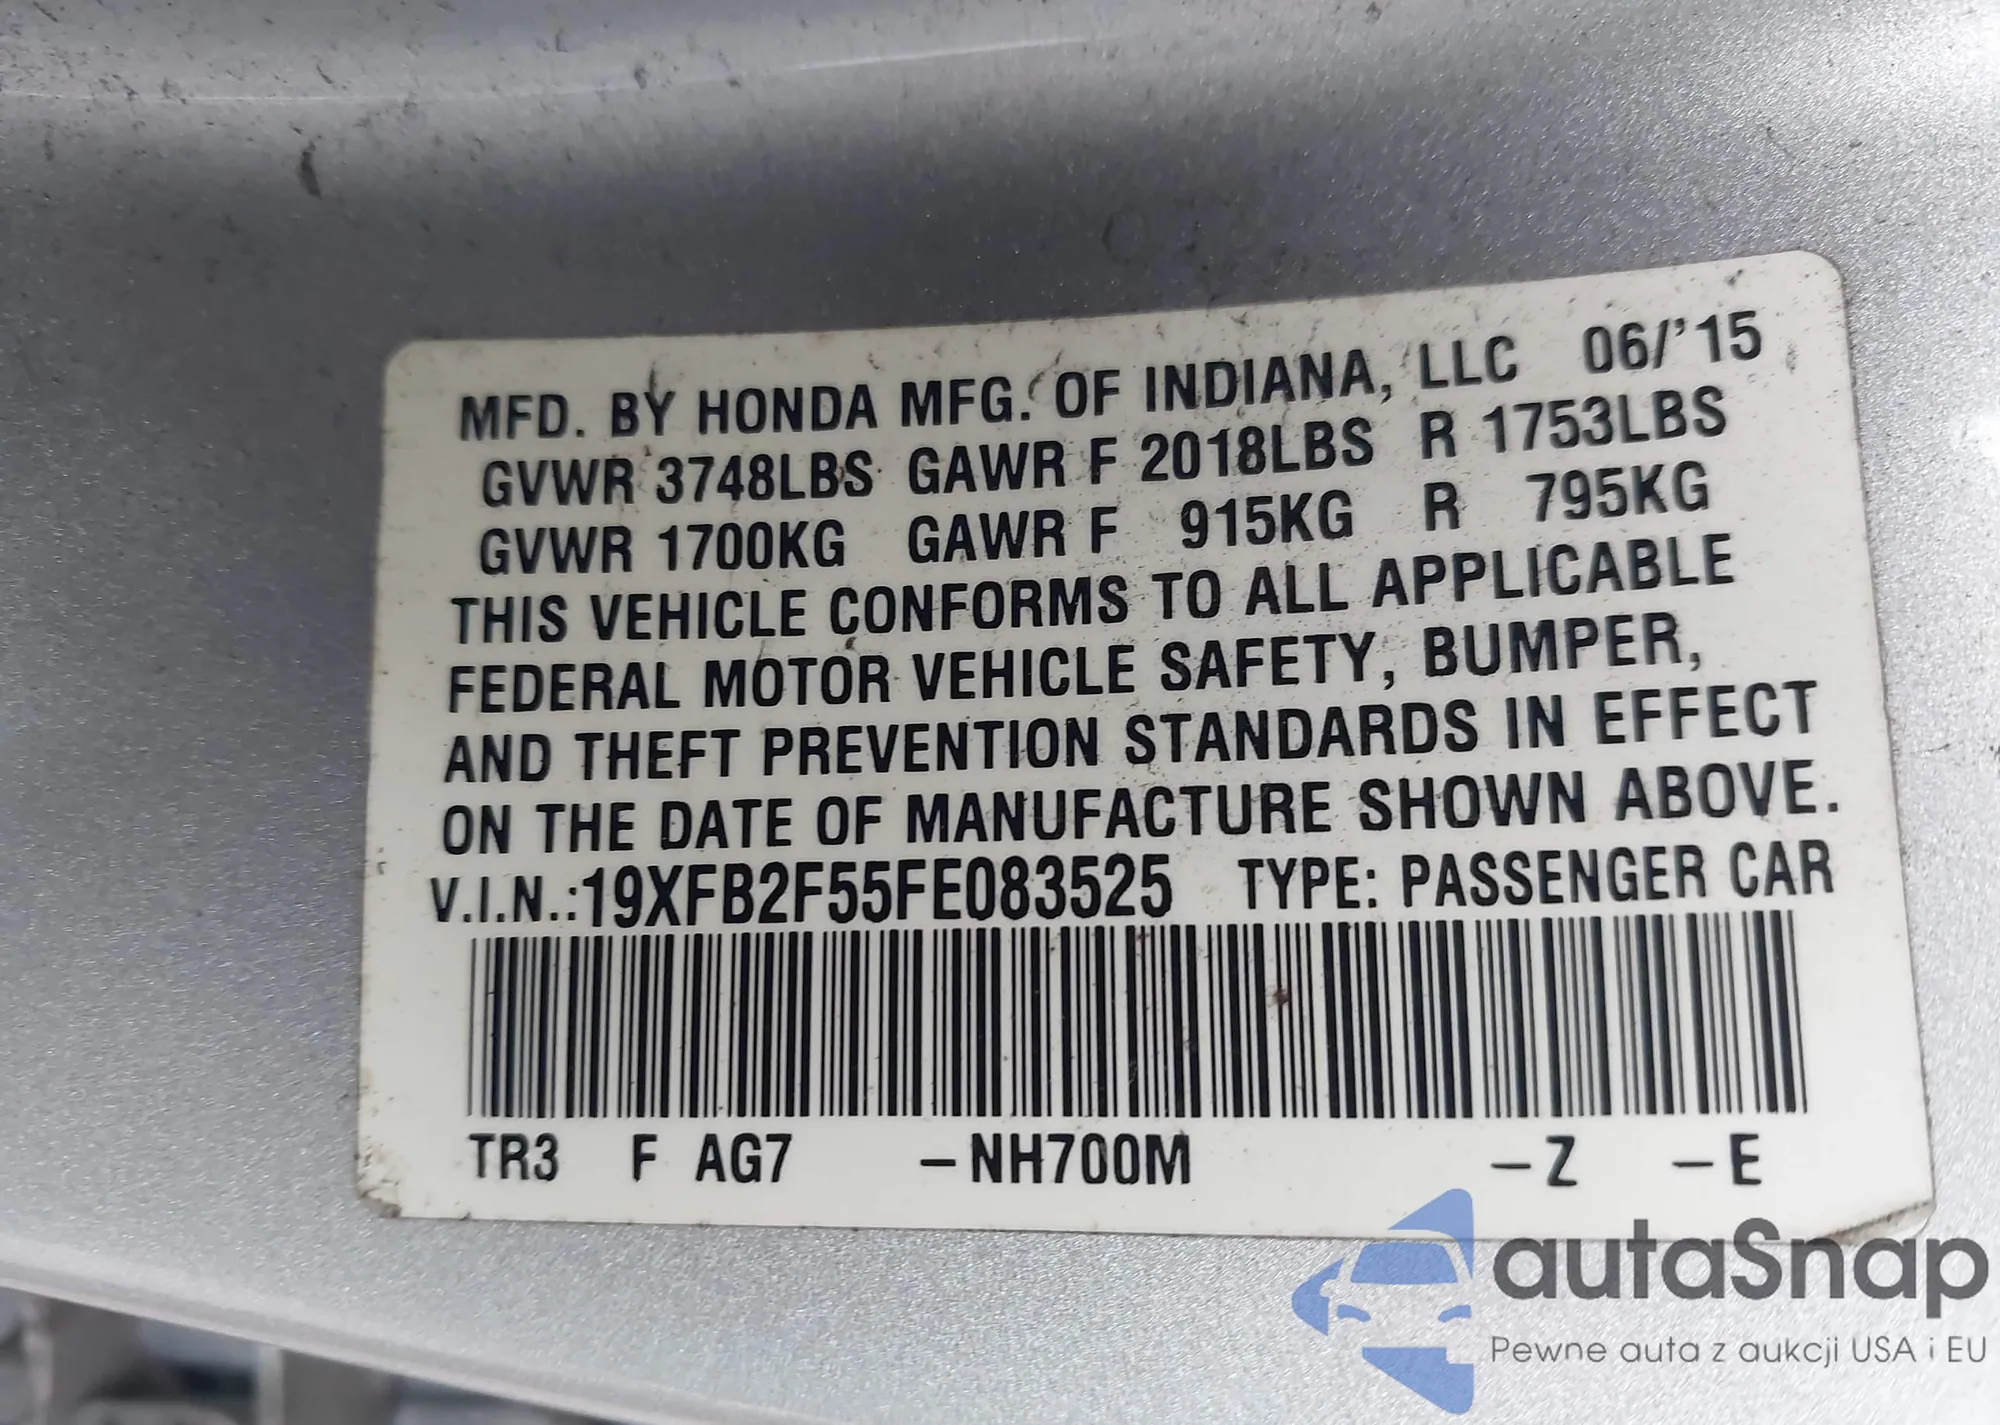 MFD. BY HONDA MFG. OF INDIANA, LLC 06/'15
GVWR 3748LBS GAWR F 2018LBS R 1753LBS
GVWR 1700KG GAWR F 915KG R 795KG
THIS VEHICLE CONFORMS TO ALL APPLICABLE
FEDERAL MOTOR VEHICLE SAFETY, BUMPER,
AND THEFT PREVENTION STANDARDS IN EFFECT
ON THE DATE OF MANUFACTURE SHOWN ABOVE.
V.I.N.:19XFB2F55FE083525 TYPE: PASSENGER CAR
TR3 F AG7 –NH700M –Z –E
autaSnap
Pewne auta z aukcji USA i EU